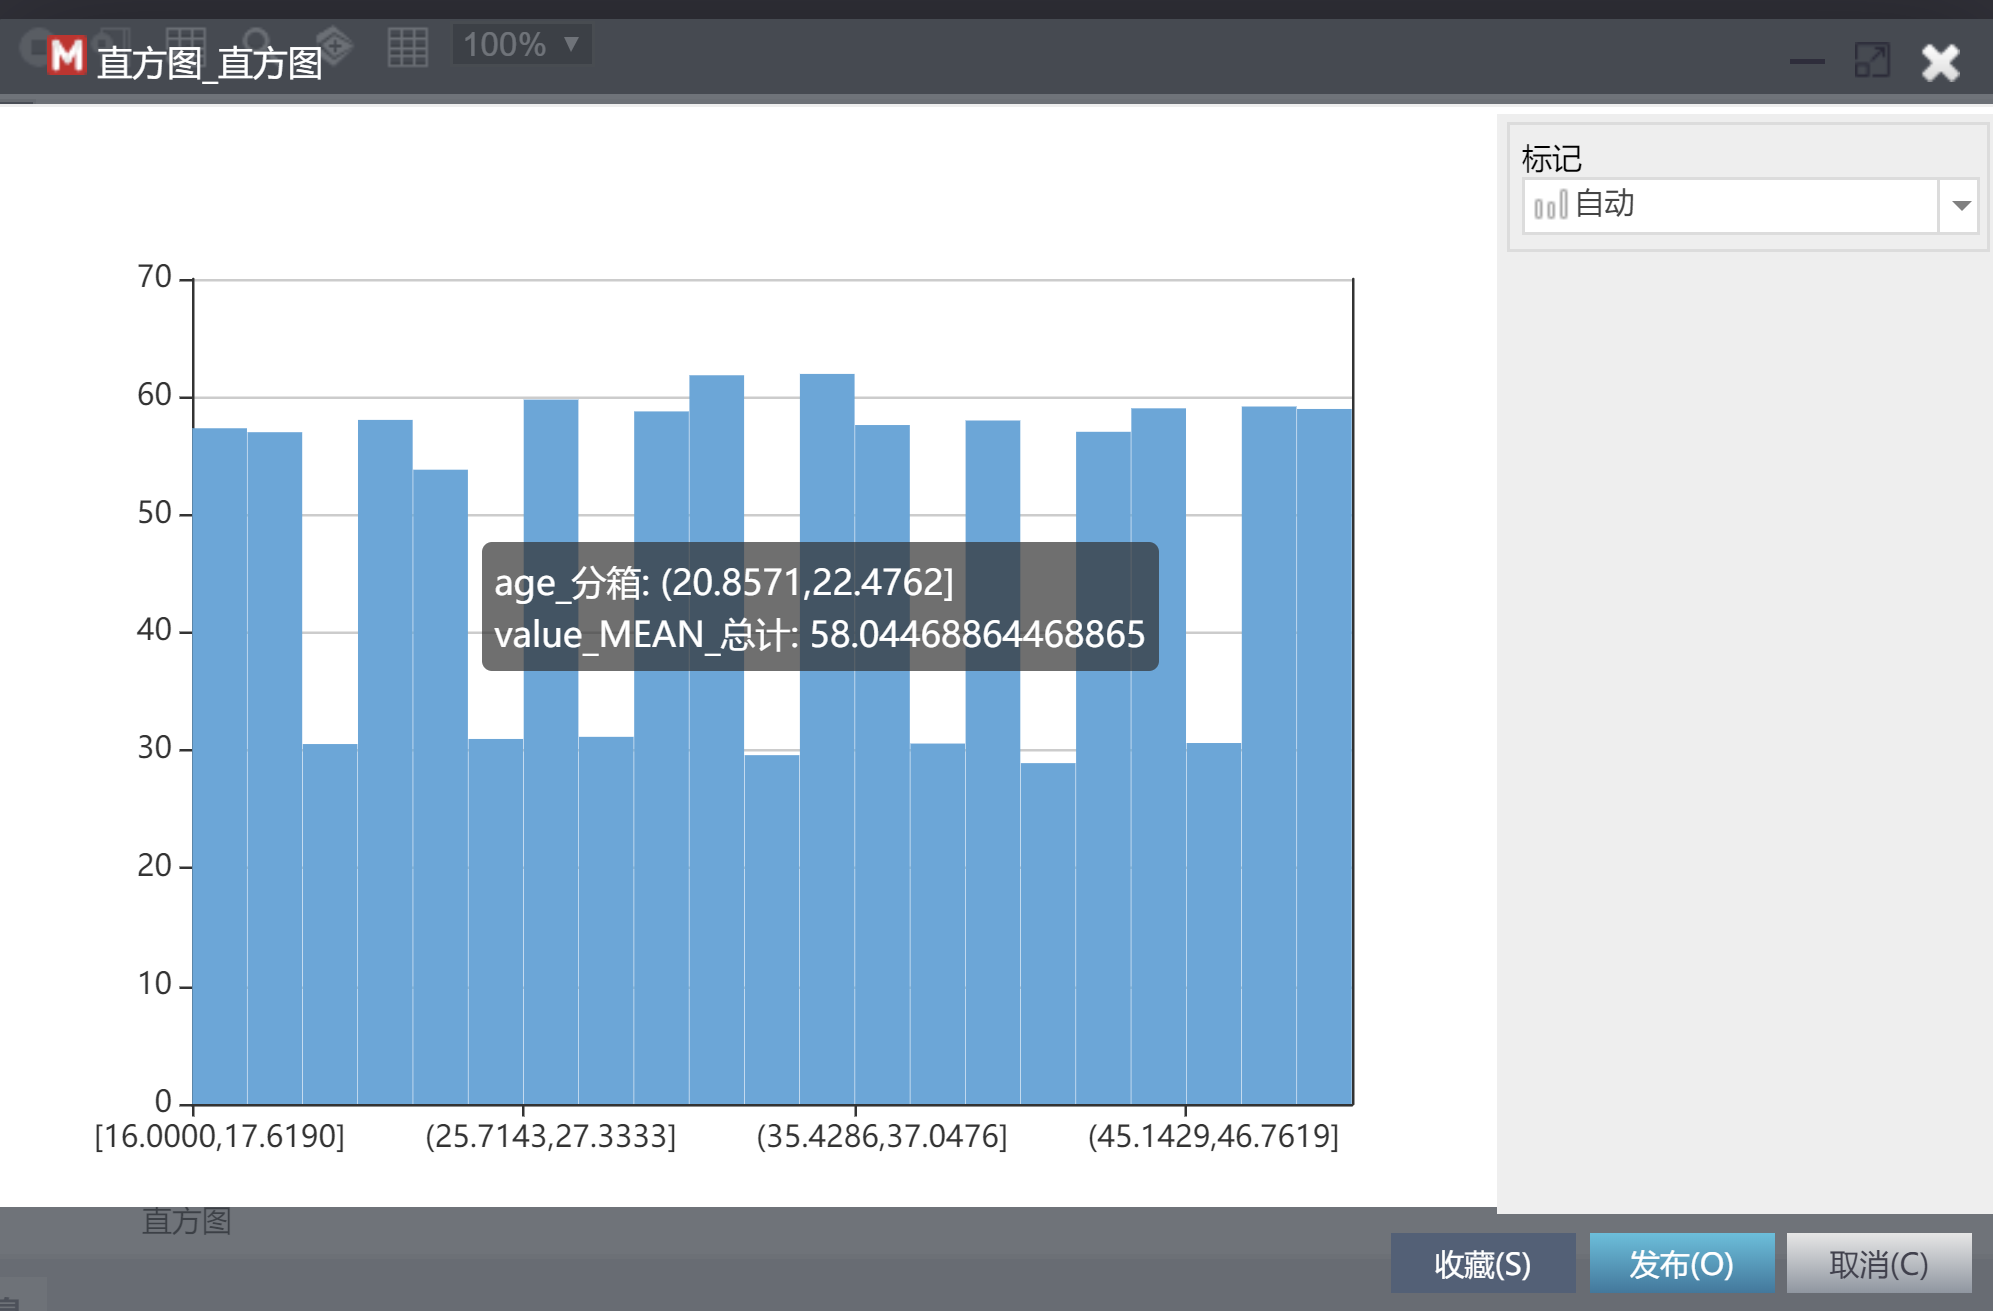 100% ▼
M 直方图_直方图
标记
自动
70
60
50
40
30
20
10
0
age_分箱: (20.8571,22.4762]
value_MEAN_总计: 58.04468864468865
[16.0000,17.6190] (25.7143,27.3333] (35.4286,37.0476] (45.1429,46.7619]
直方图
收藏(S) 发布(O) 取消(C)